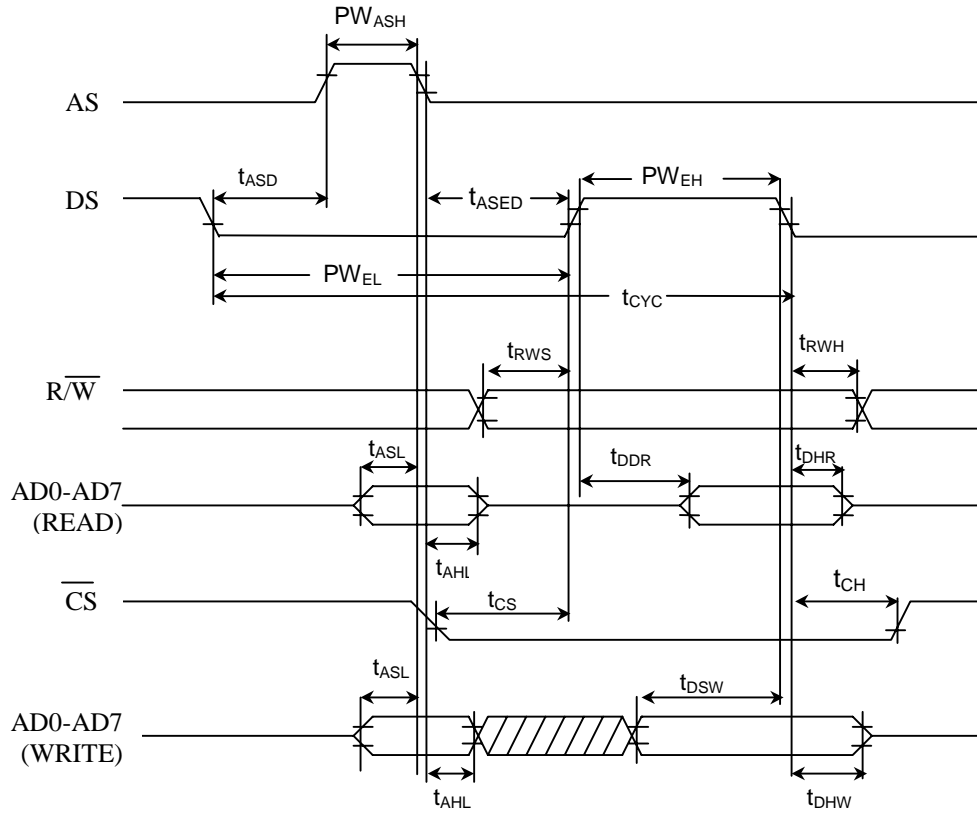 PWASH
AS
tASD
PWEH
DS
tASED
PWEL
tCYC
tRWS
tRWH
R/W
tASL
tDDR
tDHR
AD0-AD7
(READ)
tAHL
CS
tCS
tCH
tASL
tDSW
AD0-AD7
(WRITE)
tAHL
tDHW